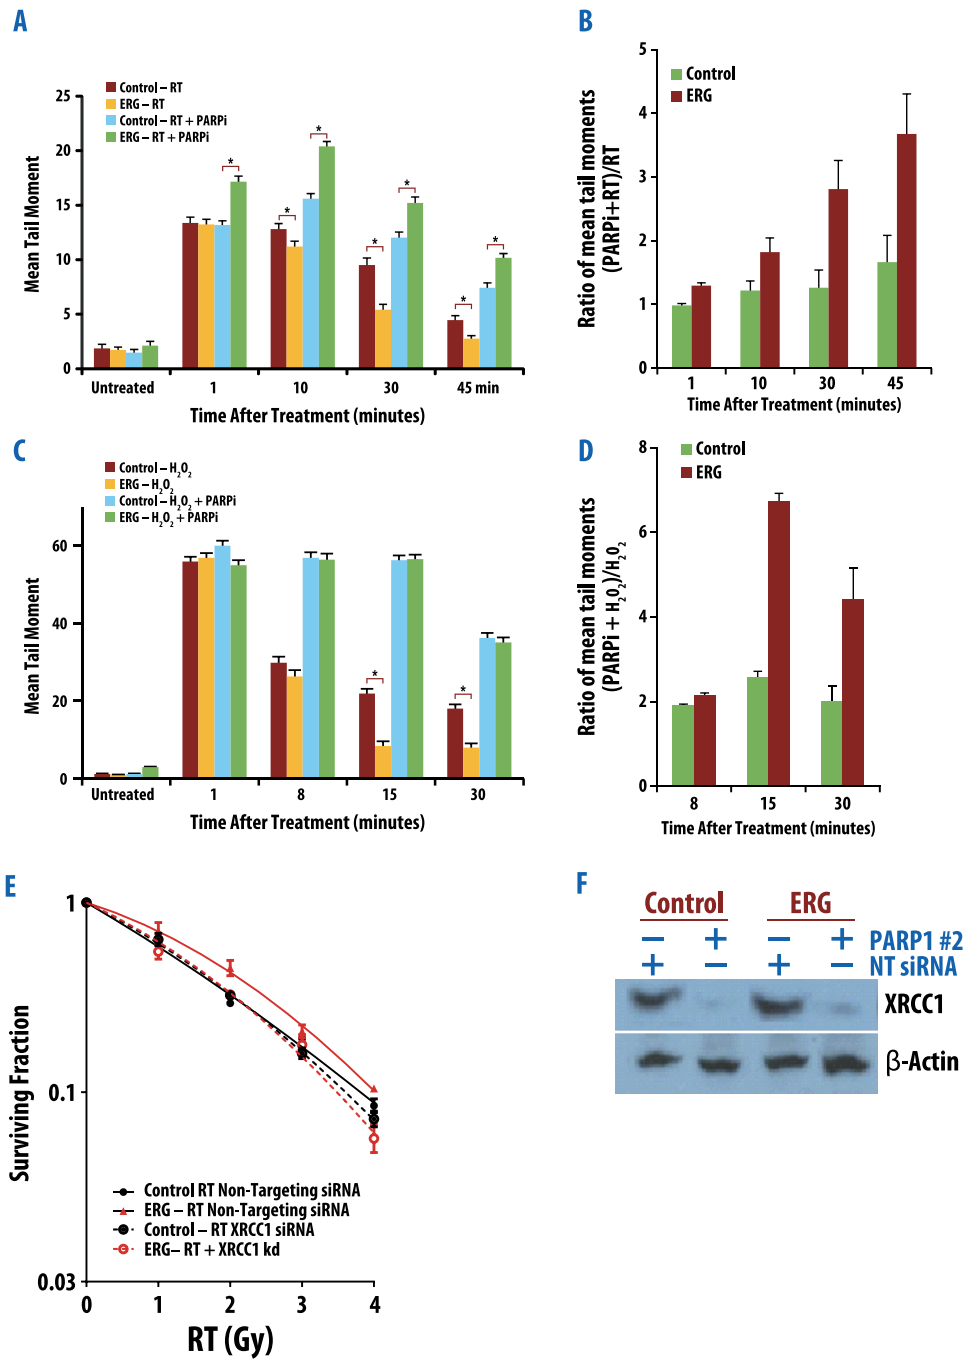 A
Control – RT
ERG – RT
Control – RT + PARPi
ERG – RT + PARPi
Mean Tail Moment
25
20
15
10
5
0
* * * * * * *
Untreated 1 10 30 45 min
Time After Treatment (minutes)
B
Control
ERG
Ratio of mean tail moments
(PARPi+RT)/RT
5
4
3
2
1
0
1 10 30 45
Time After Treatment (minutes)
C
Control – H₂O₂
ERG – H₂O₂
Control – H₂O₂ + PARPi
ERG – H₂O₂ + PARPi
Mean Tail Moment
60
40
20
0
* *
Untreated 1 8 15 30
Time After Treatment (minutes)
D
Control
ERG
Ratio of mean tail moments
(PARPi + H₂O₂)/H₂O₂
8
6
4
2
0
8 15 30
Time After Treatment (minutes)
E
Surviving Fraction
1
0.1
0.03
Control RT Non-Targeting siRNA
ERG – RT Non-Targeting siRNA
Control – RT XRCC1 siRNA
ERG– RT + XRCC1 kd
0 1 2 3 4
RT (Gy)
F
Control ERG
– + – + PARP1 #2
+ – + – NT siRNA
XRCC1
β-Actin